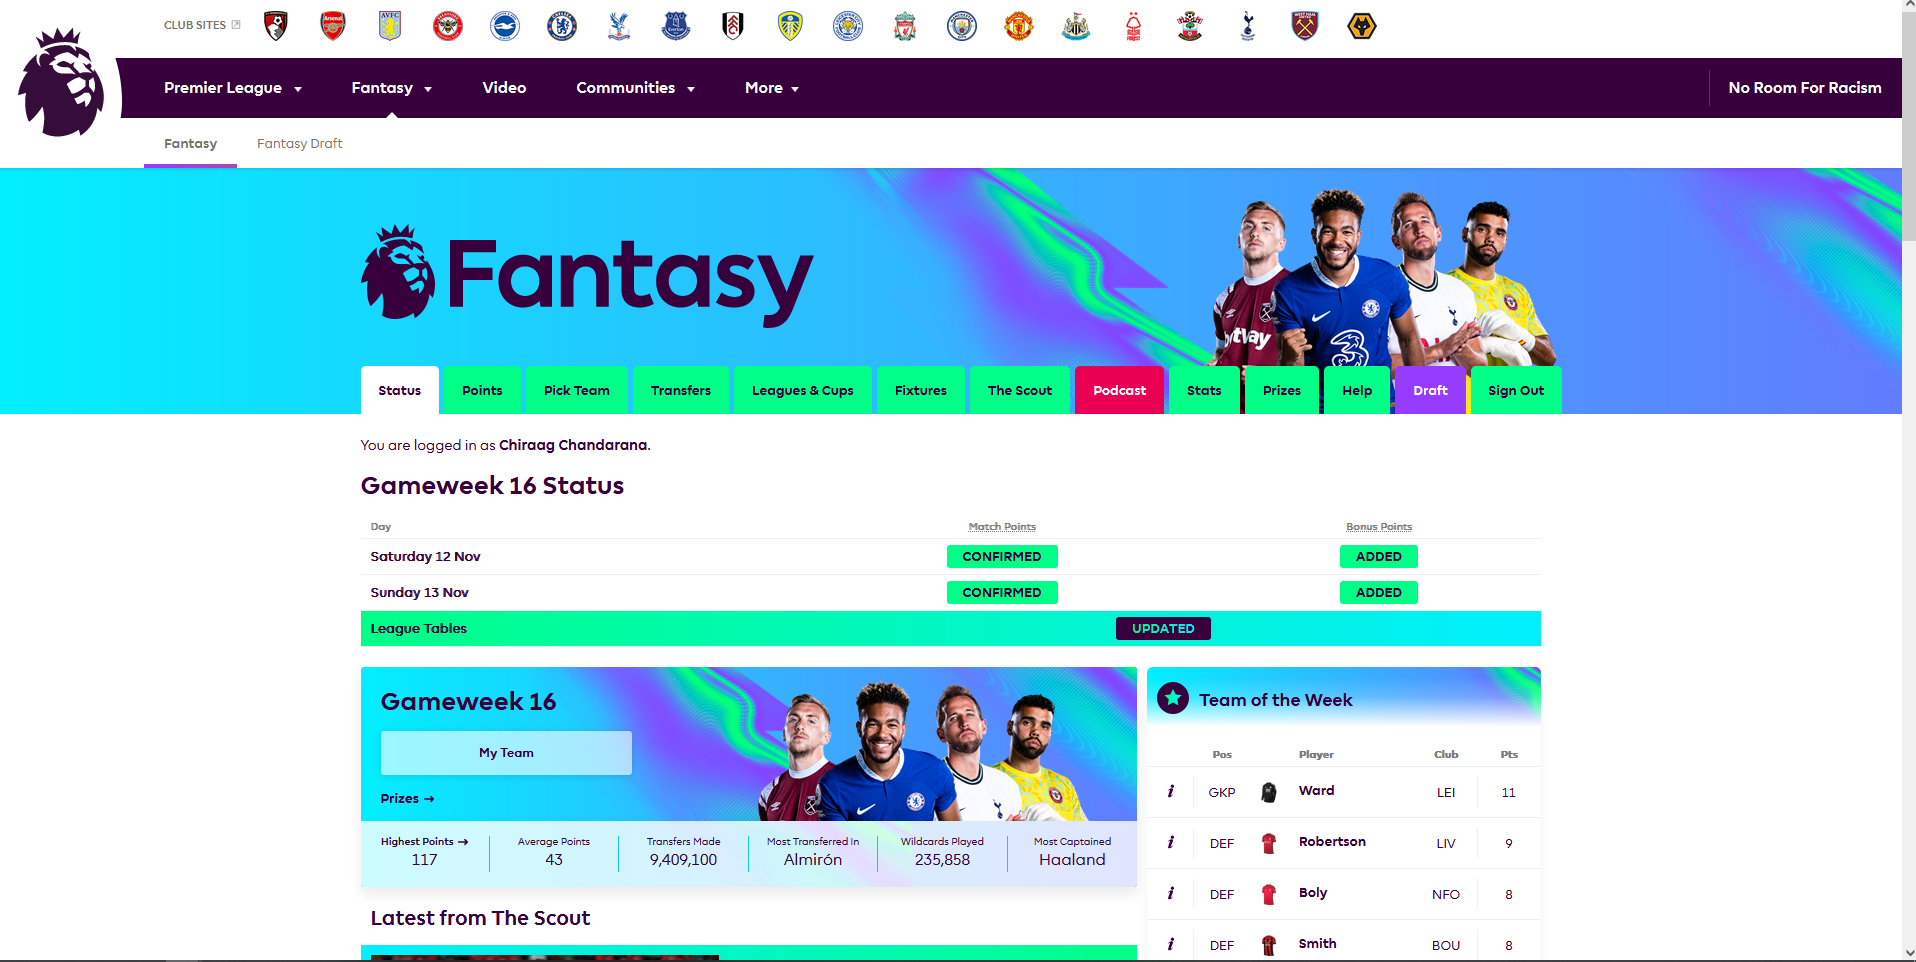 CLUB SITES
Premier League
Fantasy
Video
Communities
More
No Room For Racism
Fantasy
Fantasy Draft
Fantasy
betway
3
Status
Points
Pick Team
Transfers
Leagues & Cups
Fixtures
The Scout
Podcast
Stats
Prizes
Help
Draft
Sign Out
You are logged in as Chiraag Chandarana.
Gameweek 16 Status
Day Match Points Bonus Points
Saturday 12 Nov CONFIRMED ADDED
Sunday 13 Nov CONFIRMED ADDED
League Tables UPDATED
Gameweek 16
My Team
Prizes →
Highest Points → Average Points Transfers Made Most Transferred In Wildcards Played Most Captained
117 43 9,409,100 Almirón 235,858 Haaland
Latest from The Scout
Team of the Week
Pos Player Club Pts
i GKP Ward LEI 11
i DEF Robertson LIV 9
i DEF Boly NFO 8
i DEF Smith BOU 8